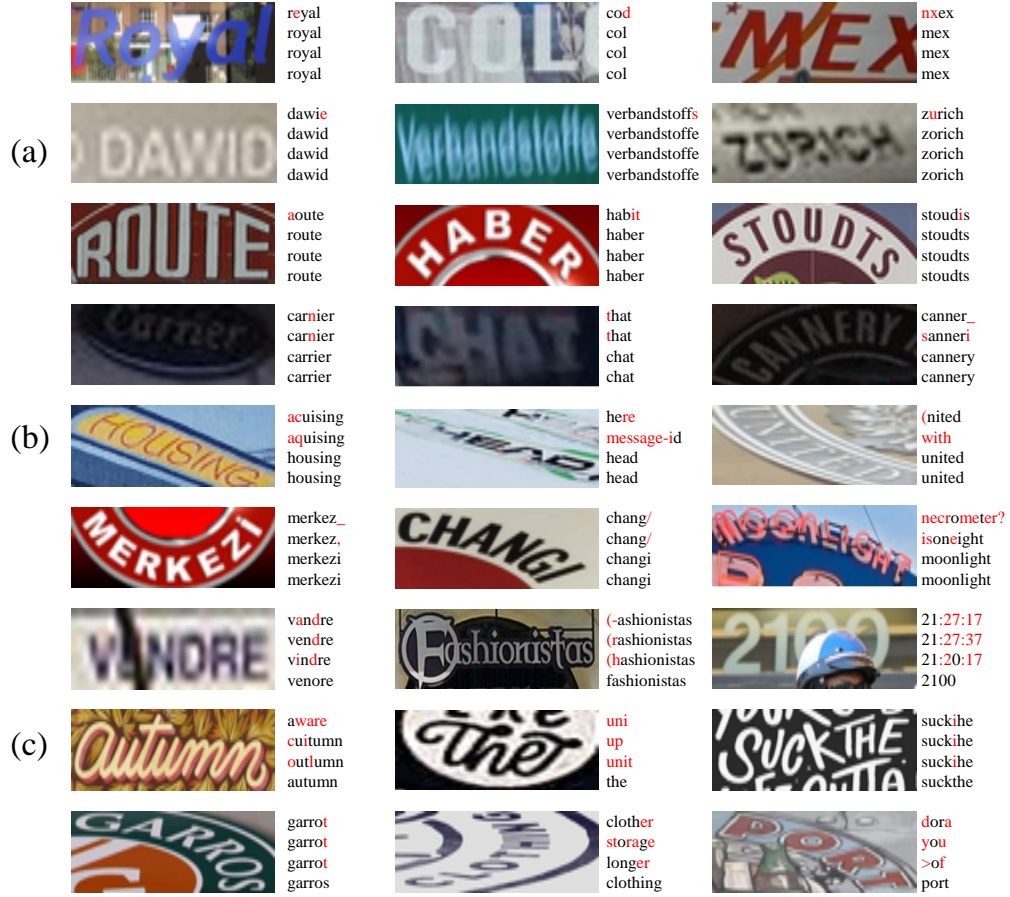 Royal
reyal
royal
royal
royal
COL
cod
col
col
col
MEX
nxex
mex
mex
mex
(a)
DAWID
dawie
dawid
dawid
dawid
Verbandstoffe
verbandstoffs
verbandstoffe
verbandstoffe
verbandstoffe
ZORICH
zurich
zorich
zorich
zorich
ROUTE
aoute
route
route
route
HABER
habit
haber
haber
haber
STOUDTS
stoudis
stoudts
stoudts
stoudts
Carrier
carnier
carnier
carrier
carrier
CHAT
that
that
chat
chat
CANNERY
canner_
sanneri
cannery
cannery
(b)
HOUSING
acuising
aquising
housing
housing
HEAD
here
message-id
head
head
UNITED
(nited
with
united
united
MERKEZİ
merkez_
merkez,
merkezi
merkezi
CHANGI
chang/
chang/
changi
changi
MOONLIGHT
necrometer?
isoneight
moonlight
moonlight
VENORE
vandre
vendre
vindre
venore
Fashionistas
(-ashionistas
(rashionistas
(hashionistas
fashionistas
2100
21:27:17
21:27:37
21:20:17
2100
(c)
autumn
aware
cuitumn
outlumn
autumn
The
uni
up
unit
the
SUCK THE
suckihe
suckihe
suckihe
suckthe
GARROS
garrot
garrot
garrot
garros
CLOTHING
clother
storage
longer
clothing
PORT
dora
you
>of
port